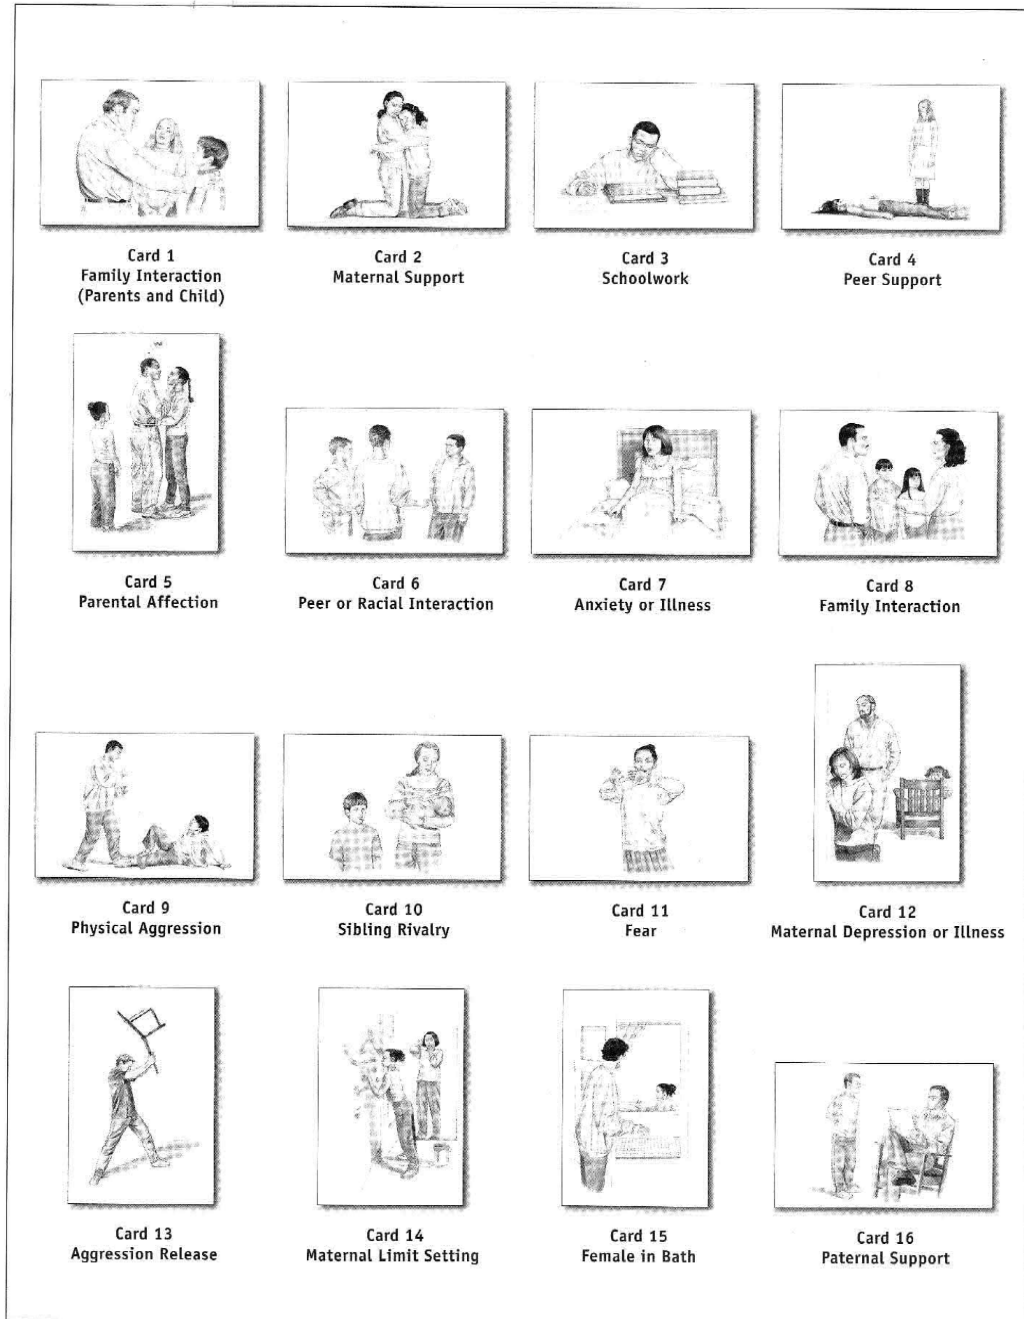 Card 1
Family Interaction
(Parents and Child)
Card 2
Maternal Support
Card 3
Schoolwork
Card 4
Peer Support
Card 5
Parental Affection
Card 6
Peer or Racial Interaction
Card 7
Anxiety or Illness
Card 8
Family Interaction
Card 9
Physical Aggression
Card 10
Sibling Rivalry
Card 11
Fear
Card 12
Maternal Depression or Illness
Card 13
Aggression Release
Card 14
Maternal Limit Setting
Card 15
Female in Bath
Card 16
Paternal Support